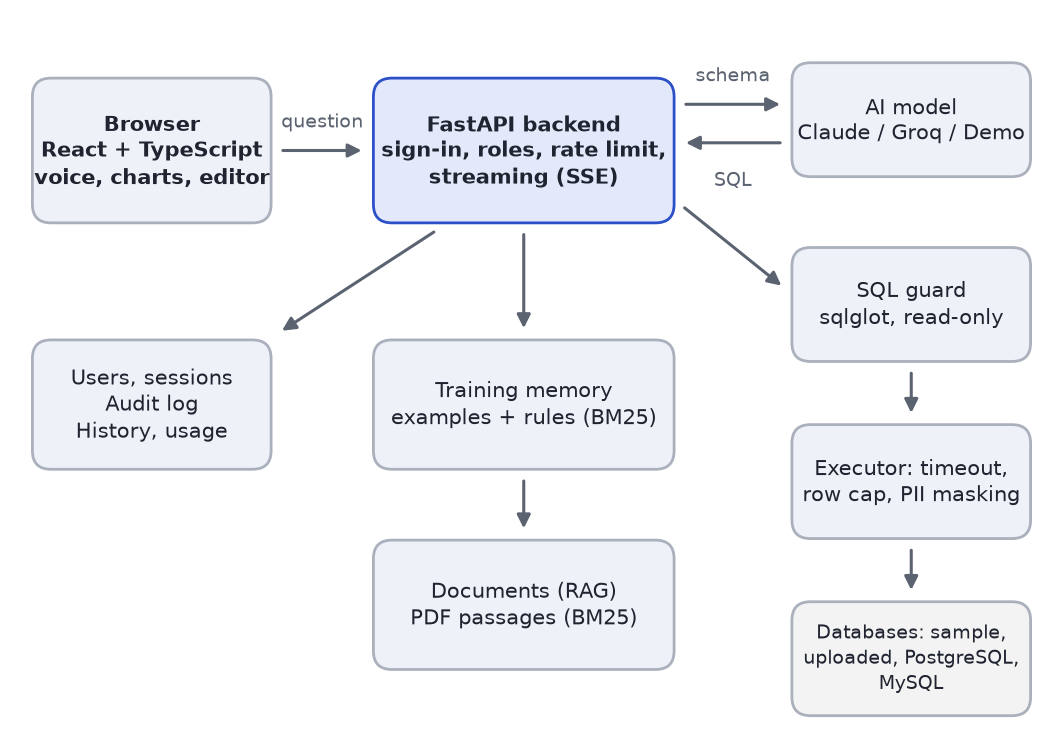 Browser
React + TypeScript
voice, charts, editor
question
FastAPI backend
sign-in, roles, rate limit,
streaming (SSE)
schema
SQL
AI model
Claude / Groq / Demo
SQL guard
sqlglot, read-only
Users, sessions
Audit log
History, usage
Training memory
examples + rules (BM25)
Executor: timeout,
row cap, PII masking
Documents (RAG)
PDF passages (BM25)
Databases: sample,
uploaded, PostgreSQL,
MySQL